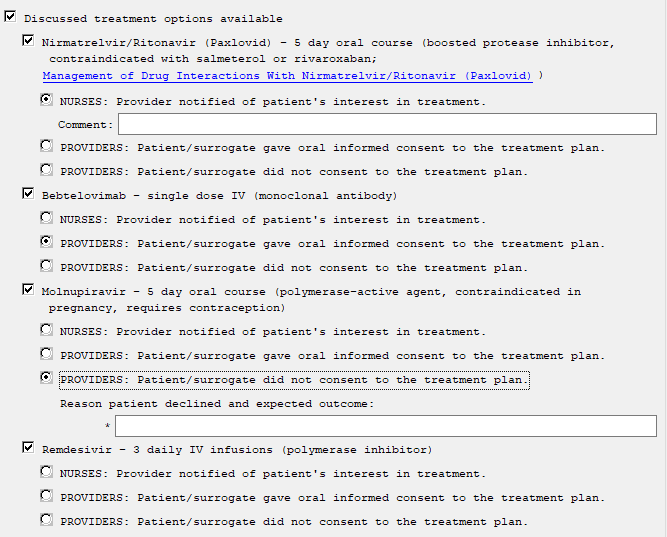 Discussed treatment options available
Nirmatrelvir/Ritonavir (Paxlovid) - 5 day oral course (boosted protease inhibitor,
contraindicated with salmeterol or rivaroxaban;
Management of Drug Interactions With Nirmatrelvir/Ritonavir (Paxlovid) )
NURSES: Provider notified of patient's interest in treatment.
Comment:
PROVIDERS: Patient/surrogate gave oral informed consent to the treatment plan.
PROVIDERS: Patient/surrogate did not consent to the treatment plan.
Bebtelovimab - single dose IV (monoclonal antibody)
NURSES: Provider notified of patient's interest in treatment.
PROVIDERS: Patient/surrogate gave oral informed consent to the treatment plan.
PROVIDERS: Patient/surrogate did not consent to the treatment plan.
Molnupiravir - 5 day oral course (polymerase-active agent, contraindicated in
pregnancy, requires contraception)
NURSES: Provider notified of patient's interest in treatment.
PROVIDERS: Patient/surrogate gave oral informed consent to the treatment plan.
PROVIDERS: Patient/surrogate did not consent to the treatment plan.
Reason patient declined and expected outcome:
*
Remdesivir - 3 daily IV infusions (polymerase inhibitor)
NURSES: Provider notified of patient's interest in treatment.
PROVIDERS: Patient/surrogate gave oral informed consent to the treatment plan.
PROVIDERS: Patient/surrogate did not consent to the treatment plan.